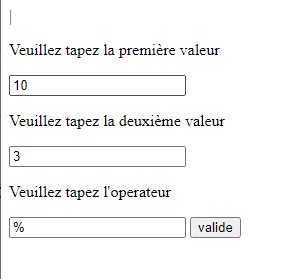 Veuillez tapez la première valeur
10
Veuillez tapez la deuxième valeur
3
Veuillez tapez l'operateur
% valide